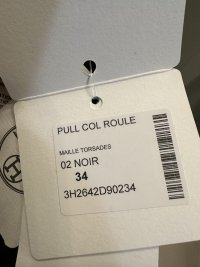 PULL COL ROULE
MAILLE TORSADES
02 NOIR
34
3H2642D90234